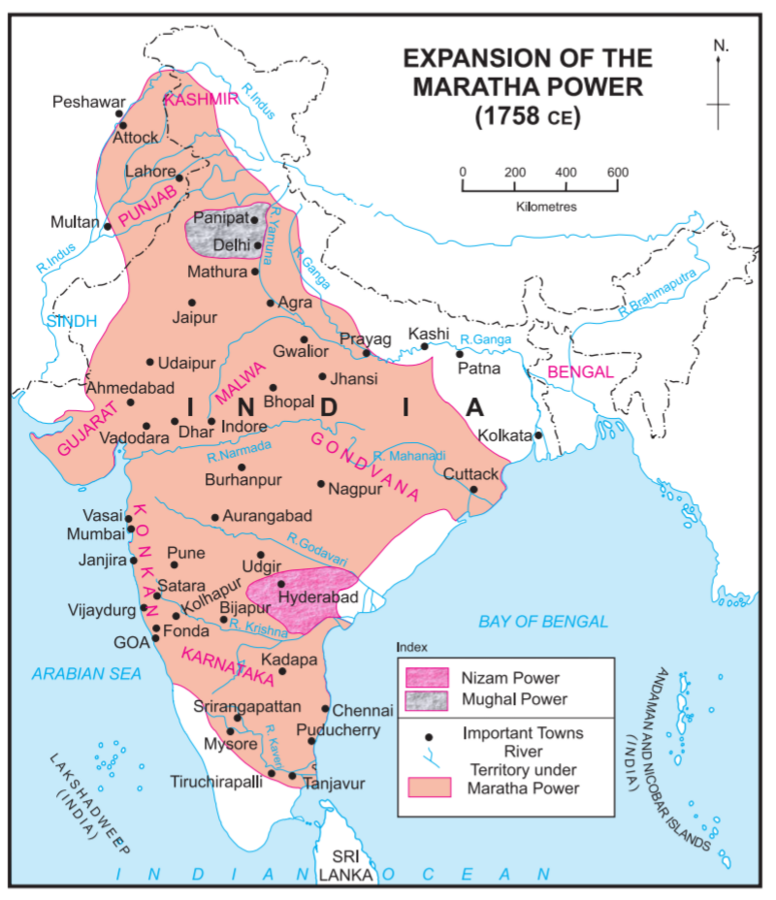 EXPANSION OF THE
MARATHA POWER
(1758 CE)
N.
0 200 400 600
Kilometres
Peshawar
KASHMIR
R.Indus
Attock
Lahore
PUNJAB
Multan
Panipat
R.Yamuna
Delhi
R.Indus
R.Ganga
Mathura
R.Brahmaputra
Agra
SINDH
Jaipur
Prayag
Kashi
R.Ganga
Gwalior
Patna
Udaipur
BENGAL
MALWA
Jhansi
Ahmedabad
Bhopal
I N D I A
GUJARAT
Vadodara
Dhar
Indore
Kolkata
GONDVANA
R.Narmada
R. Mahanadi
Burhanpur
Cuttack
Nagpur
Vasai
Aurangabad
Mumbai
KONKAN
R.Godavari
Janjira
Pune
Udgir
Satara
Hyderabad
Kolhapur
Vijaydurg
Bijapur
Fonda
R. Krishna
BAY OF BENGAL
GOA
Index
KARNATAKA
Kadapa
ARABIAN SEA
Nizam Power
Mughal Power
Srirangapattan
Chennai
Important Towns
Mysore
Puducherry
River
R. Kaveri
Territory under
Maratha Power
Tiruchirapalli
Tanjavur
LAKSHADWEEP
(INDIA)
ANDAMAN AND NICOBAR ISLANDS
(INDIA)
SRI
LANKA
INDIAN OCEAN